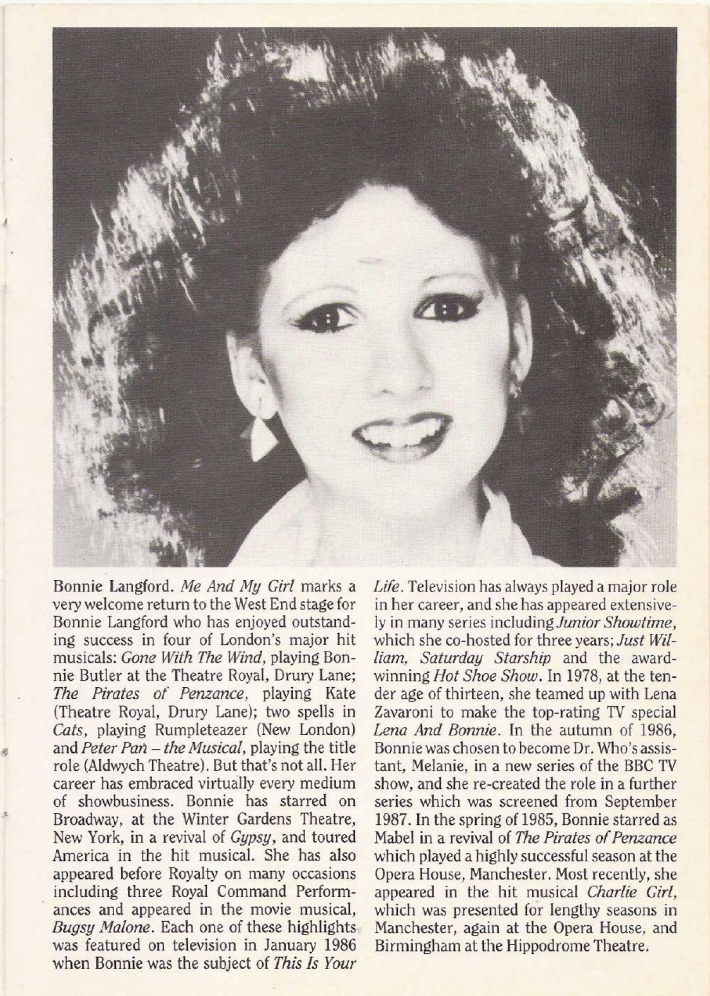 Bonnie Langford. Me And My Girl marks a
very welcome return to the West End stage for
Bonnie Langford who has enjoyed outstand-
ing success in four of London's major hit
musicals: Gone With The Wind, playing Bon-
nie Butler at the Theatre Royal, Drury Lane;
The Pirates of Penzance, playing Kate
(Theatre Royal, Drury Lane); two spells in
Cats, playing Rumpleteazer (New London)
and Peter Pan – the Musical, playing the title
role (Aldwych Theatre). But that's not all. Her
career has embraced virtually every medium
of showbusiness. Bonnie has starred on
Broadway, at the Winter Gardens Theatre,
New York, in a revival of Gypsy, and toured
America in the hit musical. She has also
appeared before Royalty on many occasions
including three Royal Command Perform-
ances and appeared in the movie musical,
Bugsy Malone. Each one of these highlights
was featured on television in January 1986
when Bonnie was the subject of This Is Your
Life. Television has always played a major role
in her career, and she has appeared extensive-
ly in many series including Junior Showtime,
which she co-hosted for three years; Just Wil-
liam, Saturday Starship and the award-
winning Hot Shoe Show. In 1978, at the ten-
der age of thirteen, she teamed up with Lena
Zavaroni to make the top-rating TV special
Lena And Bonnie. In the autumn of 1986,
Bonnie was chosen to become Dr. Who's assis-
tant, Melanie, in a new series of the BBC TV
show, and she re-created the role in a further
series which was screened from September
1987. In the spring of 1985, Bonnie starred as
Mabel in a revival of The Pirates of Penzance
which played a highly successful season at the
Opera House, Manchester. Most recently, she
appeared in the hit musical Charlie Girl,
which was presented for lengthy seasons in
Manchester, again at the Opera House, and
Birmingham at the Hippodrome Theatre.